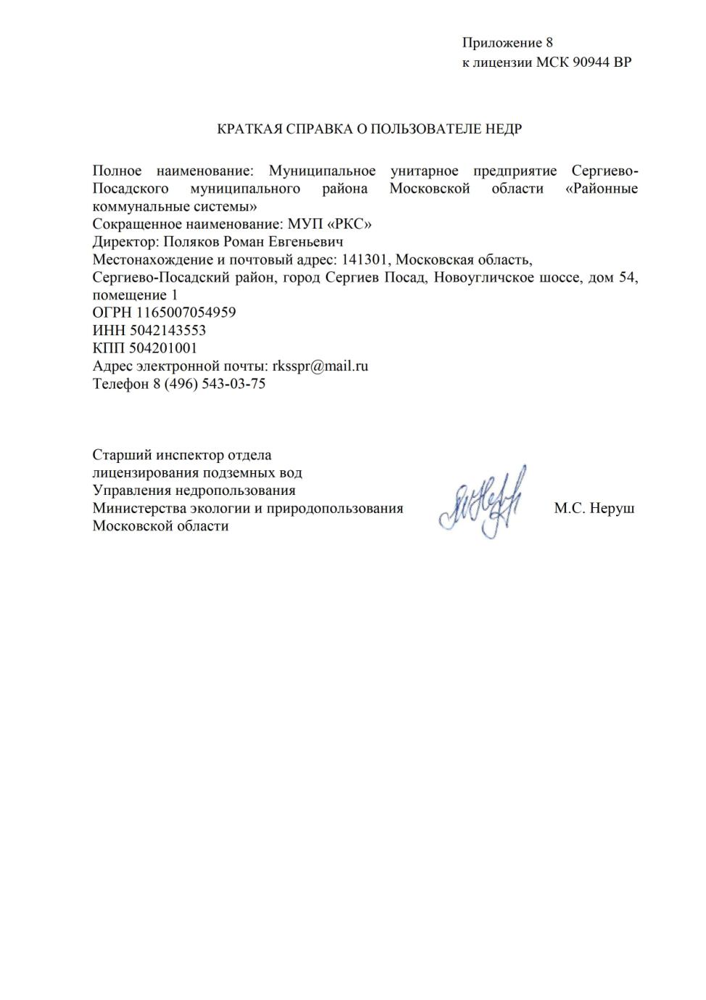 Приложение 8
к лицензии МСК 90944 ВР
КРАТКАЯ СПРАВКА О ПОЛЬЗОВАТЕЛЕ НЕДР
Полное наименование: Муниципальное унитарное предприятие Сергиево-
Посадского муниципального района Московской области «Районные
коммунальные системы»
Сокращенное наименование: МУП «РКС»
Директор: Поляков Роман Евгеньевич
Местонахождение и почтовый адрес: 141301, Московская область,
Сергиево-Посадский район, город Сергиев Посад, Новоугличское шоссе, дом 54,
помещение 1
ОГРН 1165007054959
ИНН 5042143553
КПП 504201001
Адрес электронной почты: rksspr@mail.ru
Телефон 8 (496) 543-03-75
Старший инспектор отдела
лицензирования подземных вод
Управления недропользования
Министерства экологии и природопользования
Московской области
М.С. Неруш